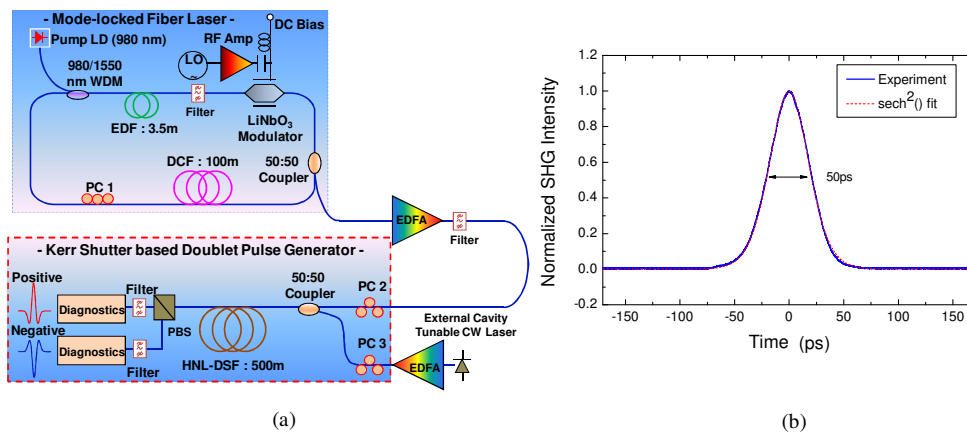 - Mode-locked Fiber Laser -
Pump LD (980 nm)
980/1550
nm WDM
EDF : 3.5m
LO
~
RF Amp
DC Bias
Filter
LiNbO3
Modulator
50:50
Coupler
DCF : 100m
PC 1
EDFA
Filter
- Kerr Shutter based Doublet Pulse Generator -
Positive
Diagnostics
Filter
PBS
Negative
Diagnostics
Filter
HNL-DSF : 500m
50:50
Coupler
PC 2
PC 3
External Cavity
Tunable CW Laser
EDFA
(a)
Normalized SHG Intensity
1.2
1.0
0.8
0.6
0.4
0.2
0.0
-0.2
Experiment
sech2() fit
50ps
-150 -100 -50 0 50 100 150
Time (ps)
(b)